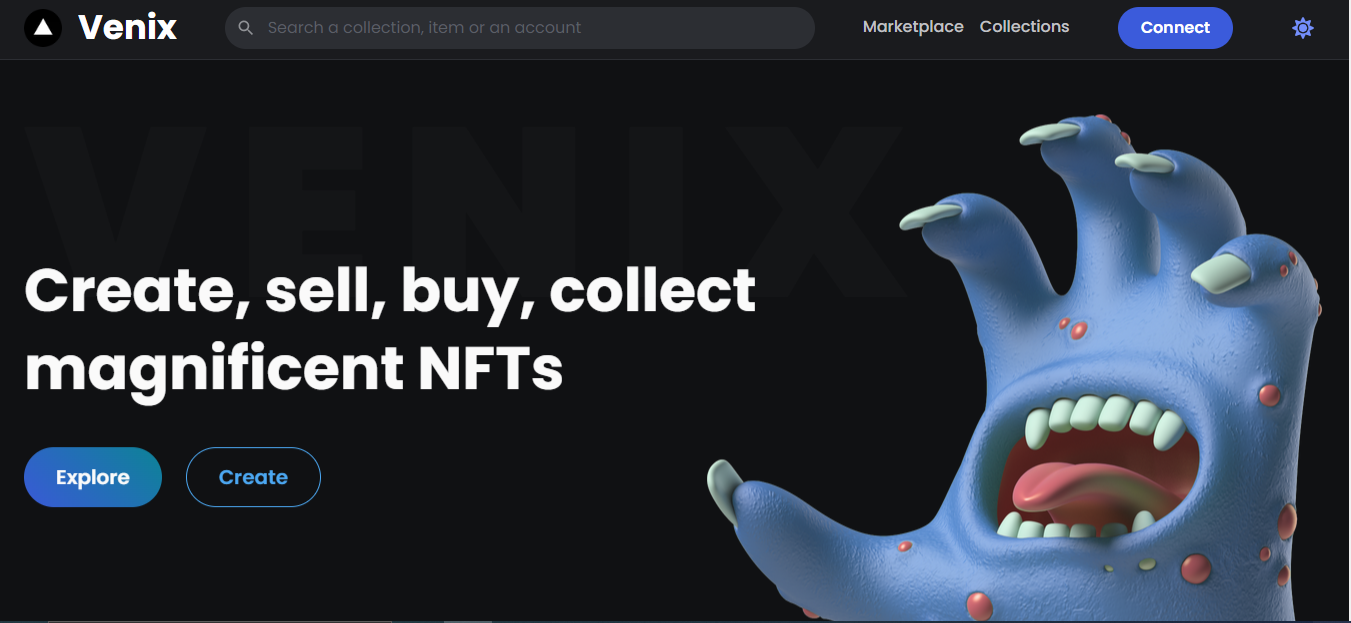 Venix
Search a collection, item or an account
Marketplace
Collections
Connect
VENIX
Create, sell, buy, collect
magnificent NFTs
Explore
Create